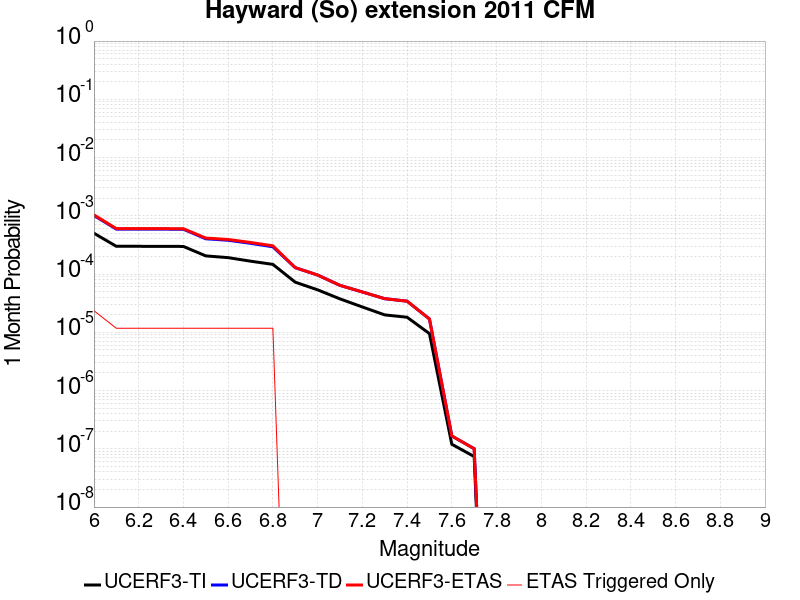 Hayward (So) extension 2011 CFM
10^0
10^-1
10^-2
10^-3
10^-4
10^-5
10^-6
10^-7
10^-8
1 Month Probability
6 6.2 6.4 6.6 6.8 7 7.2 7.4 7.6 7.8 8 8.2 8.4 8.6 8.8 9
Magnitude
UCERF3-TI UCERF3-TD UCERF3-ETAS ETAS Triggered Only